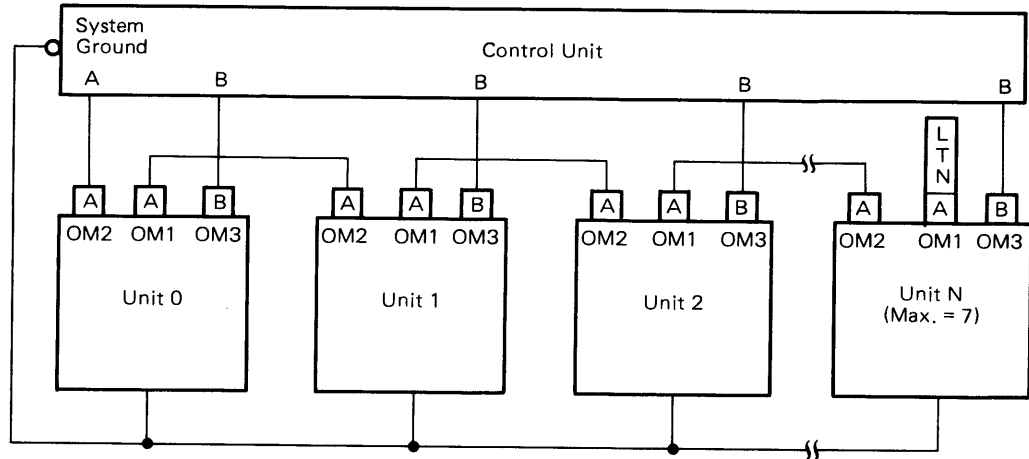 System
Ground
Control Unit
A
B
B
B
B
L
T
N
A
A
B
A
A
B
A
A
B
A
A
B
OM2 OM1 OM3
OM2 OM1 OM3
OM2 OM1 OM3
OM2 OM1 OM3
Unit 0
Unit 1
Unit 2
Unit N
(Max. = 7)